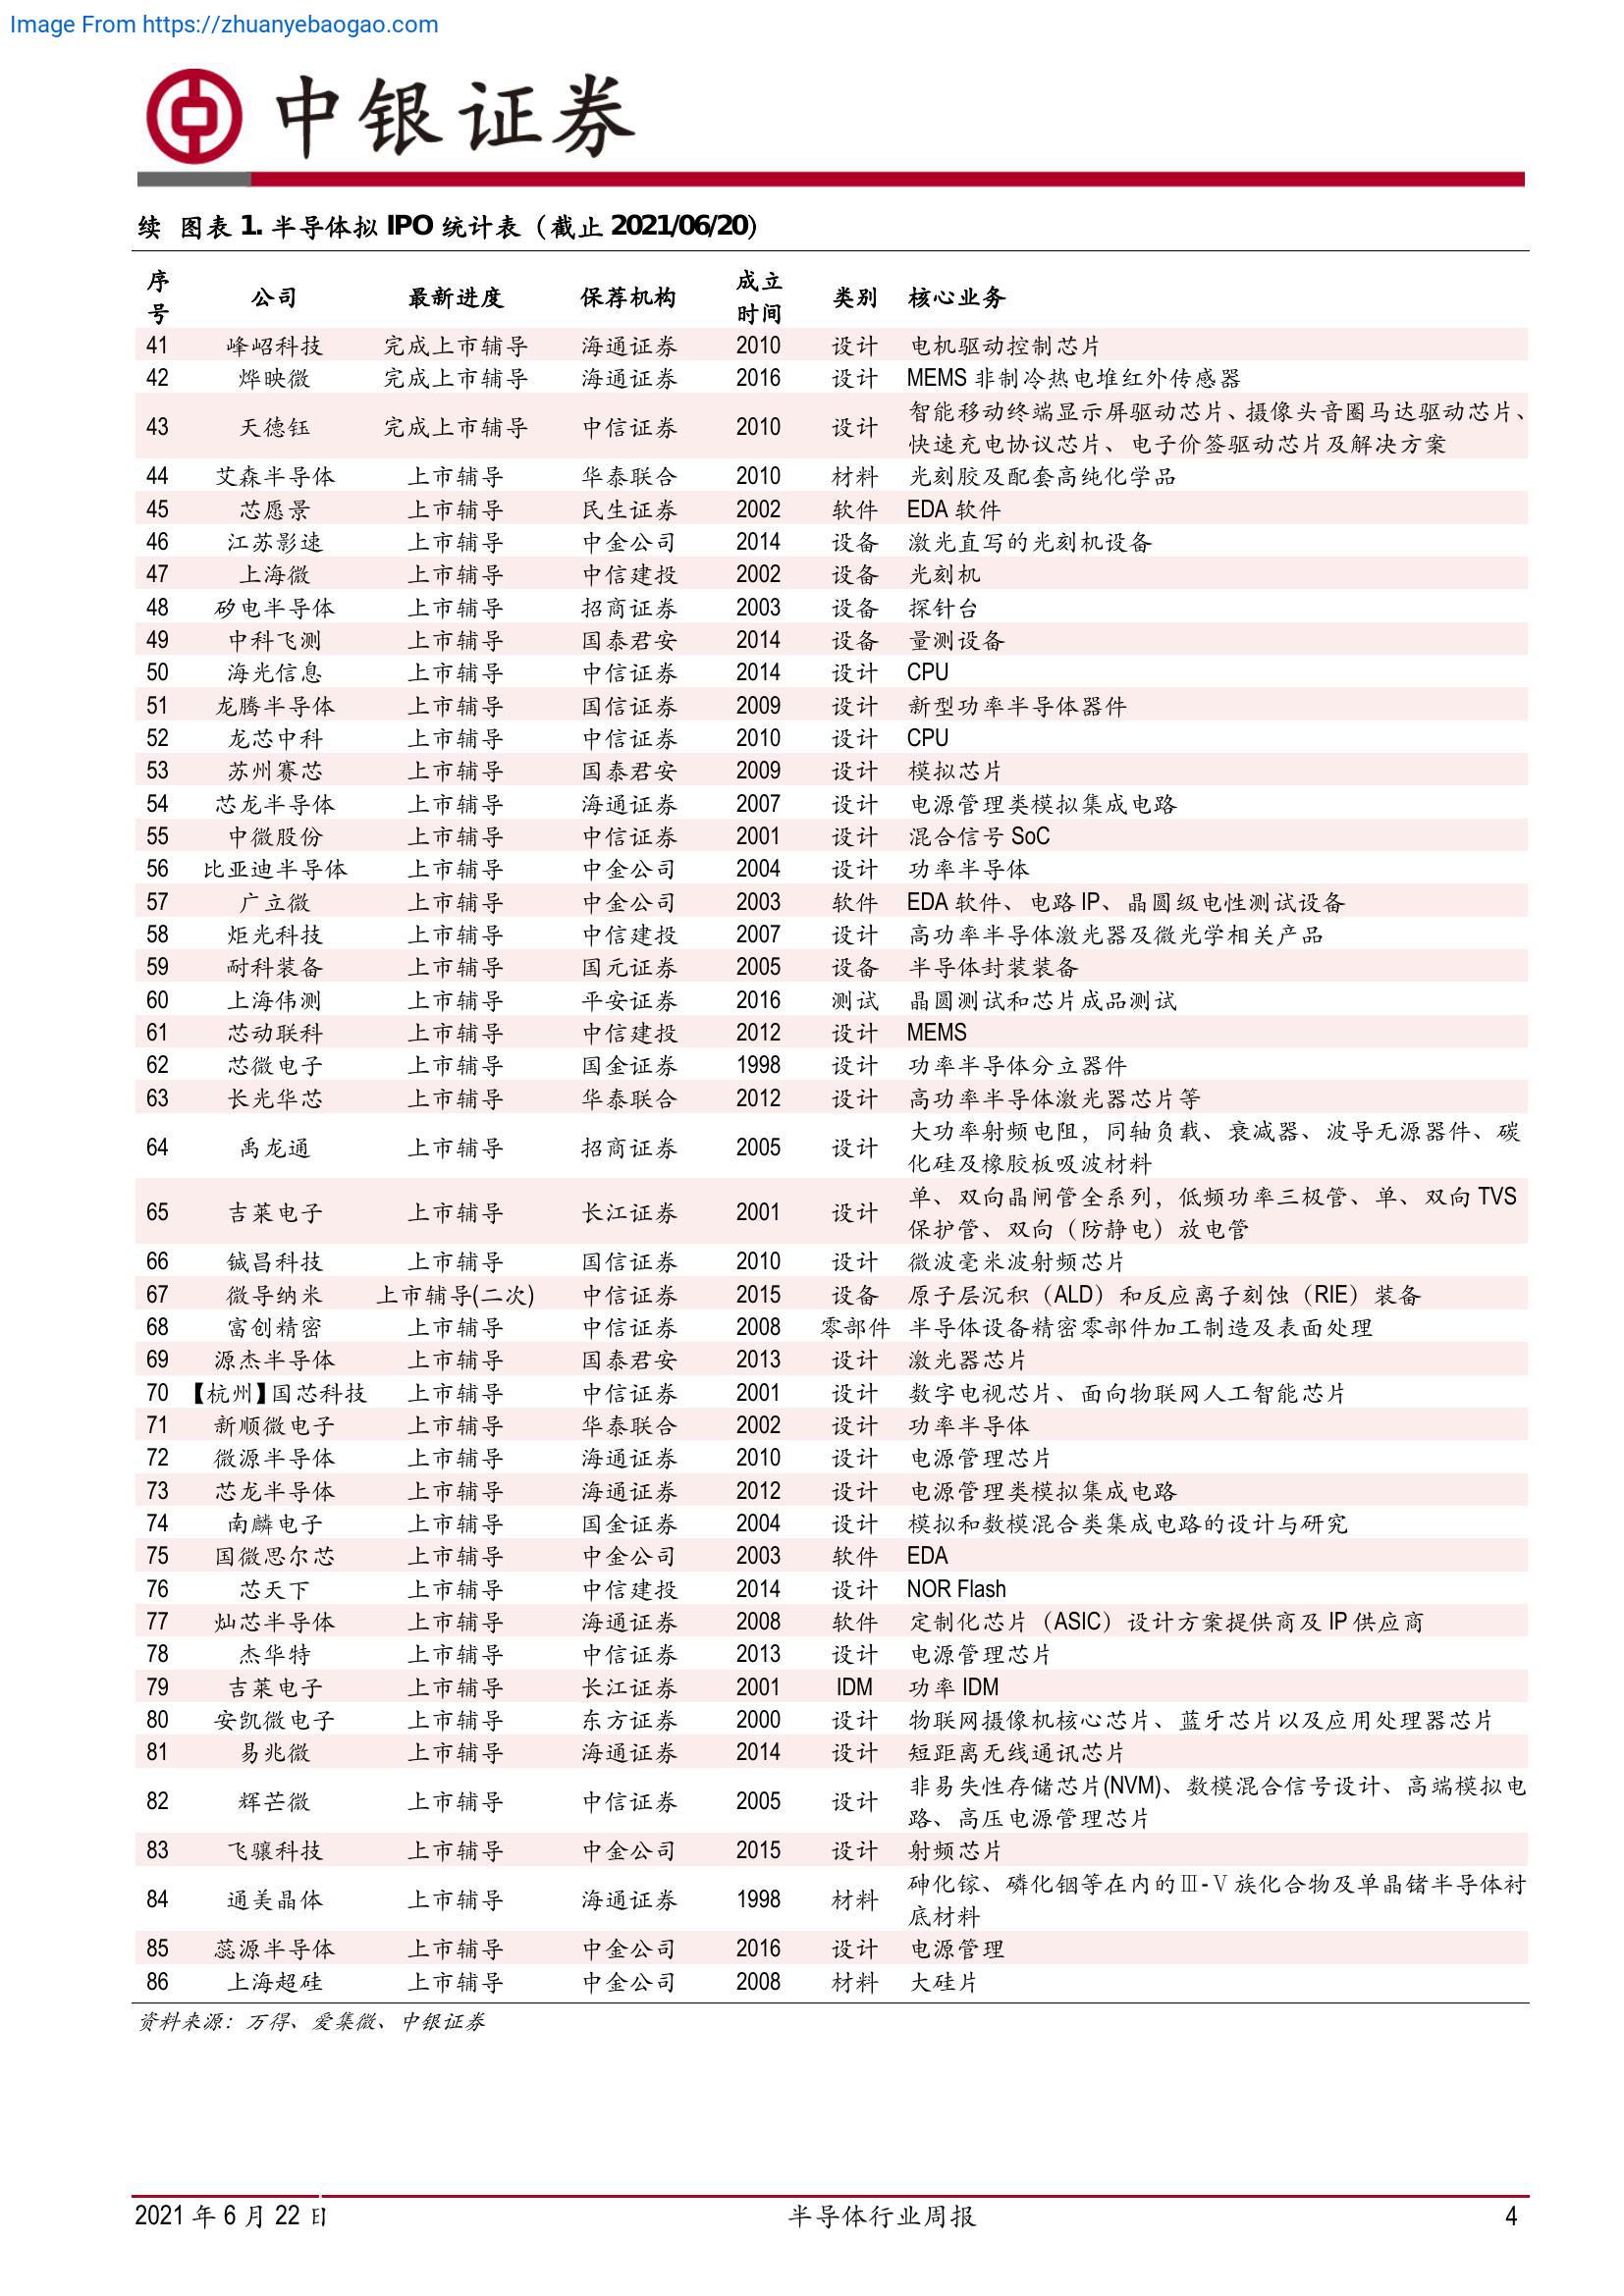 Image From https://zhuanyebaogao.com
中银证券
续 图表 1. 半导体拟 IPO 统计表（截止 2021/06/20）
序号 公司 最新进度 保荐机构 成立时间 类别 核心业务
41 峰岹科技 完成上市辅导 海通证券 2010 设计 电机驱动控制芯片
42 烨映微 完成上市辅导 海通证券 2016 设计 MEMS 非制冷热电堆红外传感器
43 天德钰 完成上市辅导 中信证券 2010 设计 智能移动终端显示屏驱动芯片、摄像头音圈马达驱动芯片、
快速充电协议芯片、电子价签驱动芯片及解决方案
44 艾森半导体 上市辅导 华泰联合 2010 材料 光刻胶及配套高纯化学品
45 芯愿景 上市辅导 民生证券 2002 软件 EDA 软件
46 江苏影速 上市辅导 中金公司 2014 设备 激光直写的光刻机设备
47 上海微 上市辅导 中信建投 2002 设备 光刻机
48 矽电半导体 上市辅导 招商证券 2003 设备 探针台
49 中科飞测 上市辅导 国泰君安 2014 设备 量测设备
50 海光信息 上市辅导 中信证券 2014 设计 CPU
51 龙腾半导体 上市辅导 国信证券 2009 设计 新型功率半导体器件
52 龙芯中科 上市辅导 中信证券 2010 设计 CPU
53 苏州赛芯 上市辅导 国泰君安 2009 设计 模拟芯片
54 芯龙半导体 上市辅导 海通证券 2007 设计 电源管理类模拟集成电路
55 中微股份 上市辅导 中信证券 2001 设计 混合信号 SoC
56 比亚迪半导体 上市辅导 中金公司 2004 设计 功率半导体
57 广立微 上市辅导 中金公司 2003 软件 EDA 软件、电路 IP、晶圆级电性测试设备
58 炬光科技 上市辅导 中信建投 2007 设计 高功率半导体激光器及微光学相关产品
59 耐科装备 上市辅导 国元证券 2005 设备 半导体封装装备
60 上海伟测 上市辅导 平安证券 2016 测试 晶圆测试和芯片成品测试
61 芯动联科 上市辅导 中信建投 2012 设计 MEMS
62 芯微电子 上市辅导 国金证券 1998 设计 功率半导体分立器件
63 长光华芯 上市辅导 华泰联合 2012 设计 高功率半导体激光器芯片等
64 禹龙通 上市辅导 招商证券 2005 设计 大功率射频电阻，同轴负载、衰减器、波导无源器件、碳
化硅及橡胶板吸波材料
65 吉莱电子 上市辅导 长江证券 2001 设计 单、双向晶闸管全系列，低频功率三极管、单、双向 TVS
保护管、双向（防静电）放电管
66 铖昌科技 上市辅导 国信证券 2010 设计 微波毫米波射频芯片
67 微导纳米 上市辅导(二次) 中信证券 2015 设备 原子层沉积（ALD）和反应离子刻蚀（RIE）装备
68 富创精密 上市辅导 中信证券 2008 零部件 半导体设备精密零部件加工制造及表面处理
69 源杰半导体 上市辅导 国泰君安 2013 设计 激光器芯片
70 【杭州】国芯科技 上市辅导 中信证券 2001 设计 数字电视芯片、面向物联网人工智能芯片
71 新顺微电子 上市辅导 华泰联合 2002 设计 功率半导体
72 微源半导体 上市辅导 海通证券 2010 设计 电源管理芯片
73 芯龙半导体 上市辅导 海通证券 2012 设计 电源管理类模拟集成电路
74 南麟电子 上市辅导 国金证券 2004 设计 模拟和数模混合类集成电路的设计与研究
75 国微思尔芯 上市辅导 中金公司 2003 软件 EDA
76 芯天下 上市辅导 中信建投 2014 设计 NOR Flash
77 灿芯半导体 上市辅导 海通证券 2008 软件 定制化芯片（ASIC）设计方案提供商及 IP 供应商
78 杰华特 上市辅导 中信证券 2013 设计 电源管理芯片
79 吉莱电子 上市辅导 长江证券 2001 IDM 功率 IDM
80 安凯微电子 上市辅导 东方证券 2000 设计 物联网摄像机核心芯片、蓝牙芯片以及应用处理器芯片
81 易兆微 上市辅导 海通证券 2014 设计 短距离无线通讯芯片
82 辉芒微 上市辅导 中信证券 2005 设计 非易失性存储芯片(NVM)、数模混合信号设计、高端模拟电
路、高压电源管理芯片
83 飞骧科技 上市辅导 中金公司 2015 设计 射频芯片
84 通美晶体 上市辅导 海通证券 1998 材料 砷化镓、磷化铟等在内的Ⅲ-Ⅴ族化合物及单晶锗半导体衬
底材料
85 蕊源半导体 上市辅导 中金公司 2016 设计 电源管理
86 上海超硅 上市辅导 中金公司 2008 材料 大硅片
资料来源：万得、爱集微、中银证券
2021 年 6 月 22 日 半导体行业周报 4